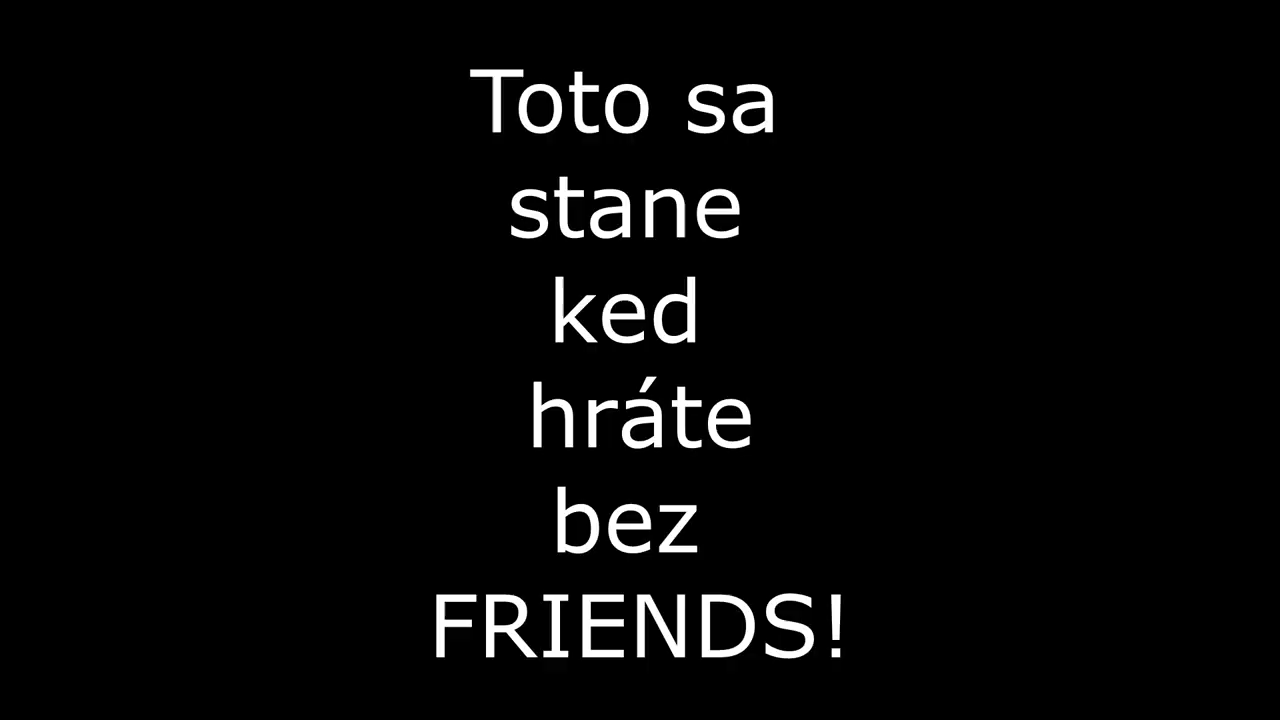 Toto sa
stane
ked
hráte
bez
FRIENDS!